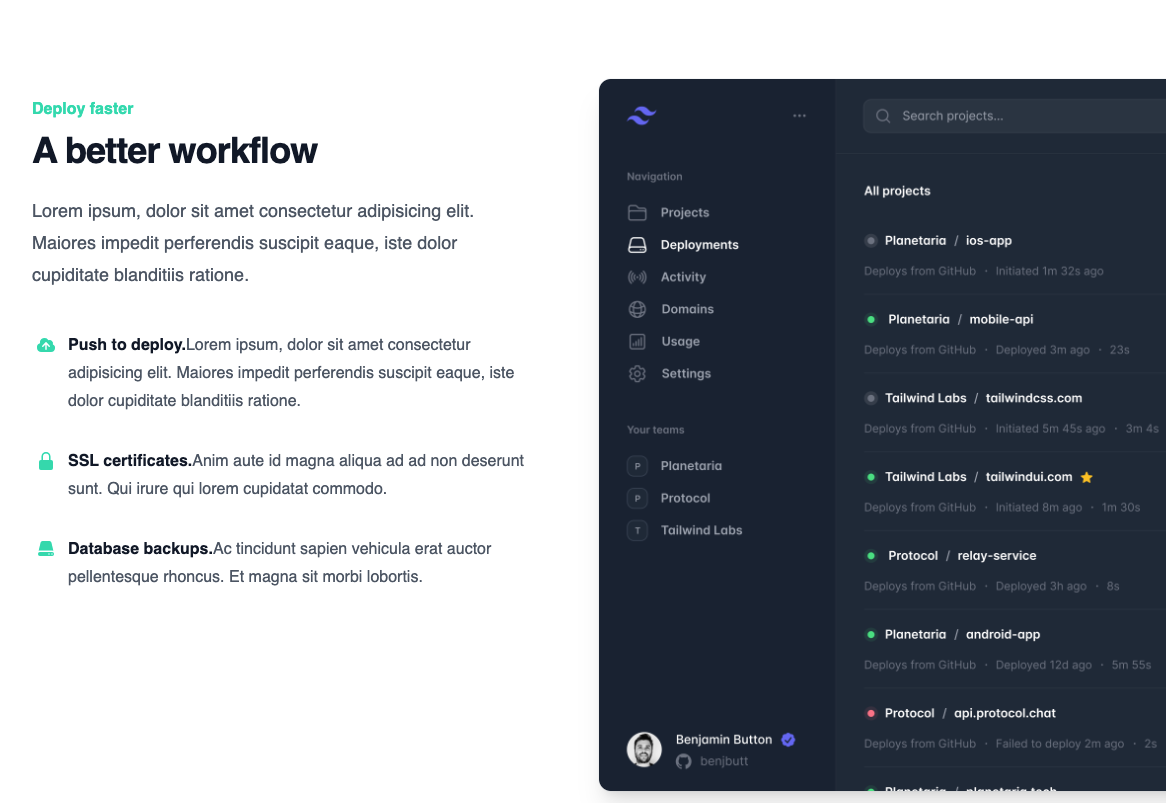 Deploy faster
A better workflow
Lorem ipsum, dolor sit amet consectetur adipisicing elit.
Maiores impedit perferendis suscipit eaque, iste dolor
cupiditate blanditiis ratione.
Push to deploy.Lorem ipsum, dolor sit amet consectetur
adipisicing elit. Maiores impedit perferendis suscipit eaque, iste
dolor cupiditate blanditiis ratione.
SSL certificates.Anim aute id magna aliqua ad ad non deserunt
sunt. Qui irure qui lorem cupidatat commodo.
Database backups.Ac tincidunt sapien vehicula erat auctor
pellentesque rhoncus. Et magna sit morbi lobortis.
Navigation
Projects
Deployments
Activity
Domains
Usage
Settings
Your teams
P Planetaria
P Protocol
T Tailwind Labs
Benjamin Button
benjbutt
Search projects...
All projects
Planetaria / ios-app
Deploys from GitHub · Initiated 1m 32s ago
Planetaria / mobile-api
Deploys from GitHub · Deployed 3m ago · 23s
Tailwind Labs / tailwindcss.com
Deploys from GitHub · Initiated 5m 45s ago · 3m 4s
Tailwind Labs / tailwindui.com
Deploys from GitHub · Initiated 8m ago · 1m 30s
Protocol / relay-service
Deploys from GitHub · Deployed 3h ago · 8s
Planetaria / android-app
Deploys from GitHub · Deployed 12d ago · 5m 55s
Protocol / api.protocol.chat
Deploys from GitHub · Failed to deploy 2m ago · 2s
Planetaria / planetaria.tech